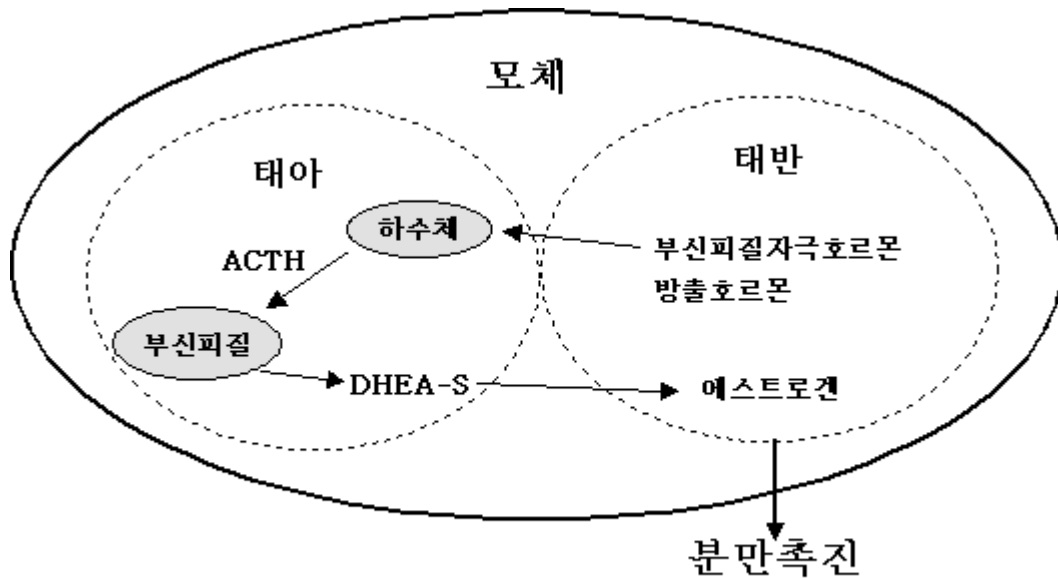 모체
태아
태반
하수체
부신피질자극호르몬
방출호르몬
ACTH
부신피질
DHEA-S
에스트로겐
분만촉진